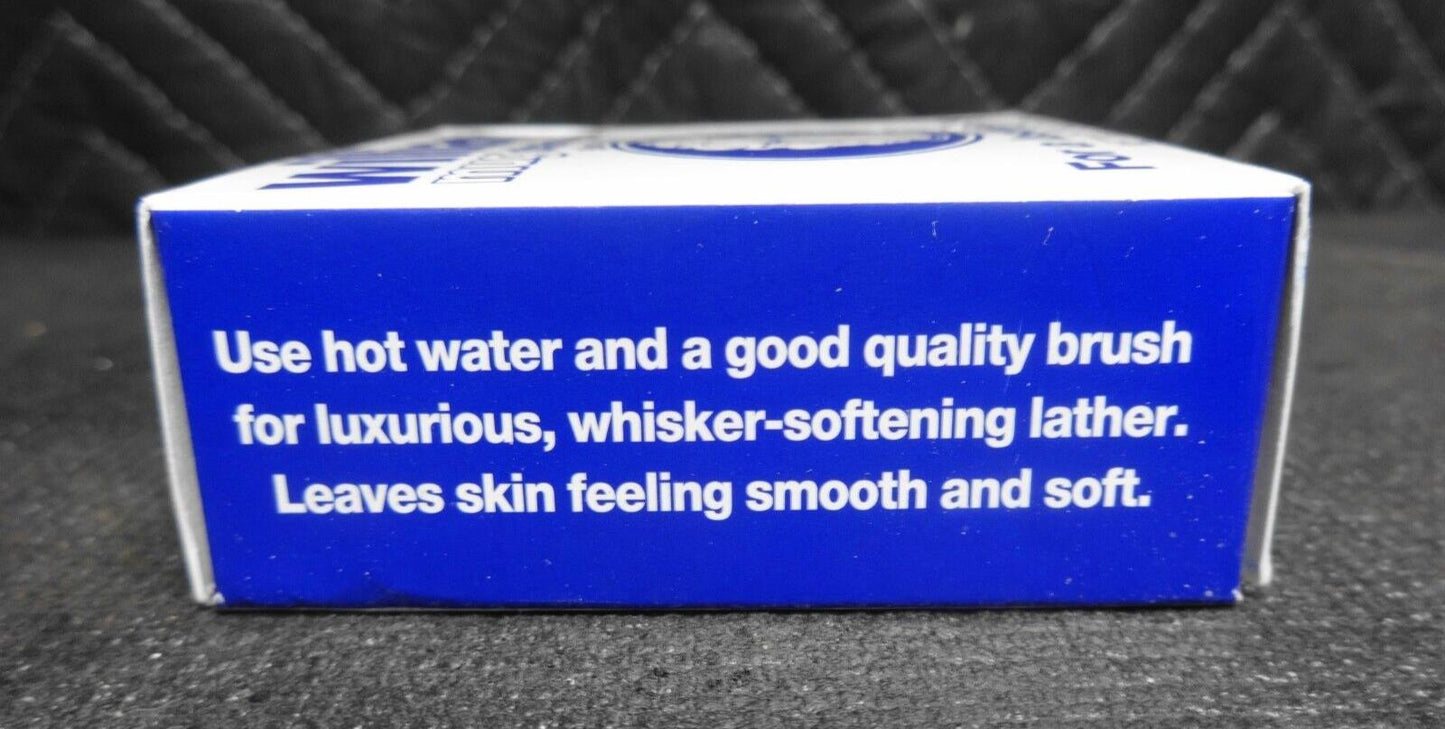 Use hot water and a good quality brush
for luxurious, whisker-softening lather.
Leaves skin feeling smooth and soft.